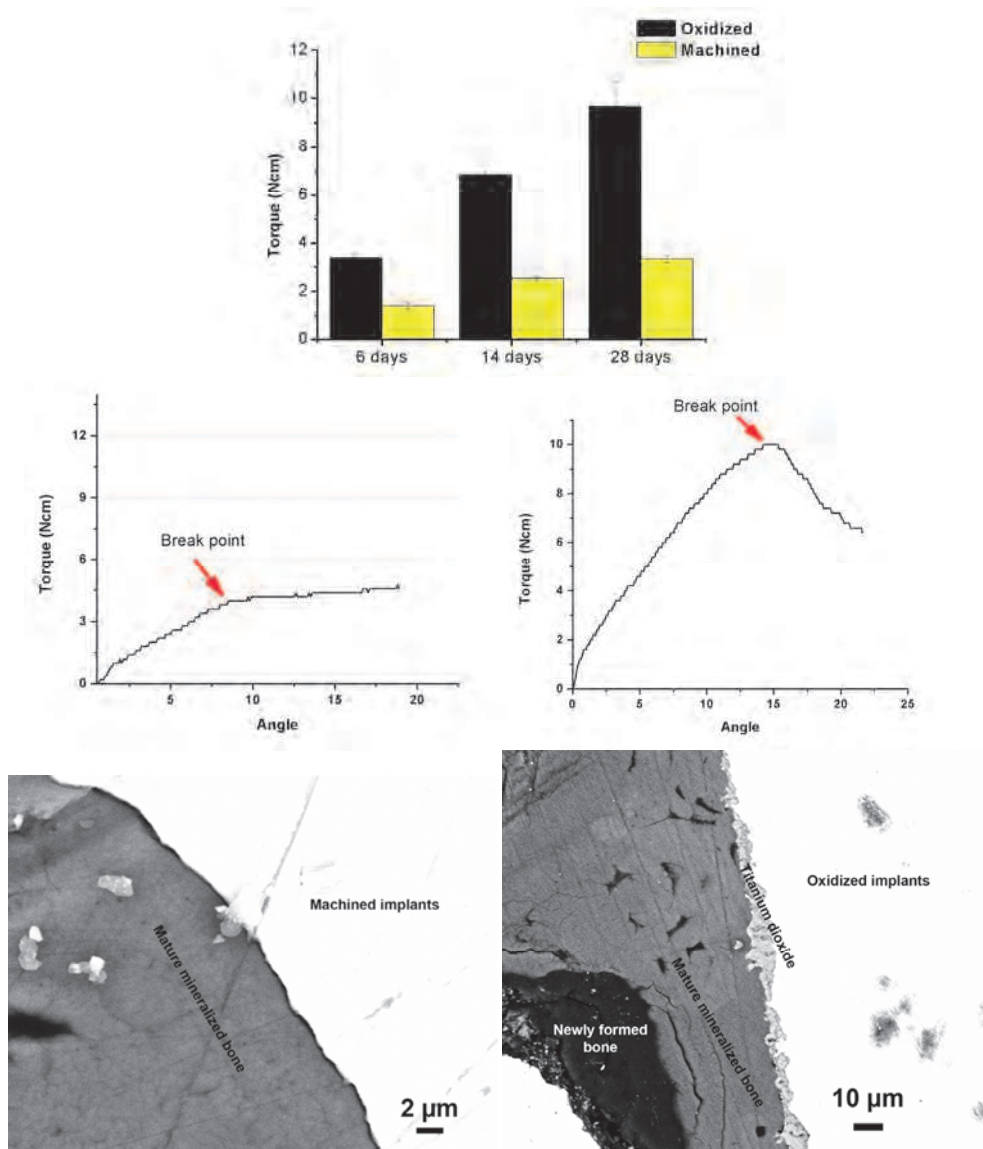 Oxidized
Machined
12
10
8
6
4
2
0
Torque (Ncm)
6 days
14 days
28 days
Break point
12
9
6
3
0
Torque (Ncm)
5
10
15
20
Angle
Break point
10
8
6
4
2
0
Torque (Ncm)
0
5
10
15
20
25
Angle
Machined implants
Mature mineralized bone
2 µm
Oxidized implants
Titanium dioxide
Mature mineralized bone
Newly formed
bone
10 µm